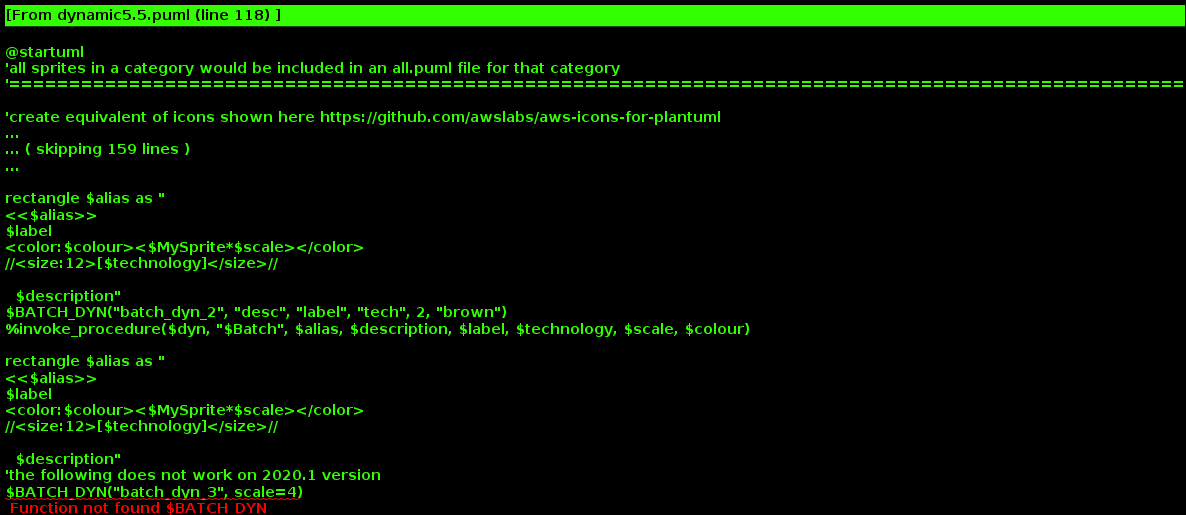 [From dynamic5.5.puml (line 118) ]
@startuml
'all sprites in a category would be included in an all.puml file for that category
'==================================================================================================
'create equivalent of icons shown here https://github.com/awslabs/aws-icons-for-plantuml
...
... ( skipping 159 lines )
...
rectangle $alias as "
<<$alias>>
$label
<color:$colour><$MySprite*$scale></color>
//<size:12>[$technology]</size>//
$description"
$BATCH_DYN("batch_dyn_2", "desc", "label", "tech", 2, "brown")
%invoke_procedure($dyn, "$Batch", $alias, $description, $label, $technology, $scale, $colour)
rectangle $alias as "
<<$alias>>
$label
<color:$colour><$MySprite*$scale></color>
//<size:12>[$technology]</size>//
$description"
'the following does not work on 2020.1 version
$BATCH_DYN("batch_dyn_3", scale=4)
Function not found $BATCH_DYN